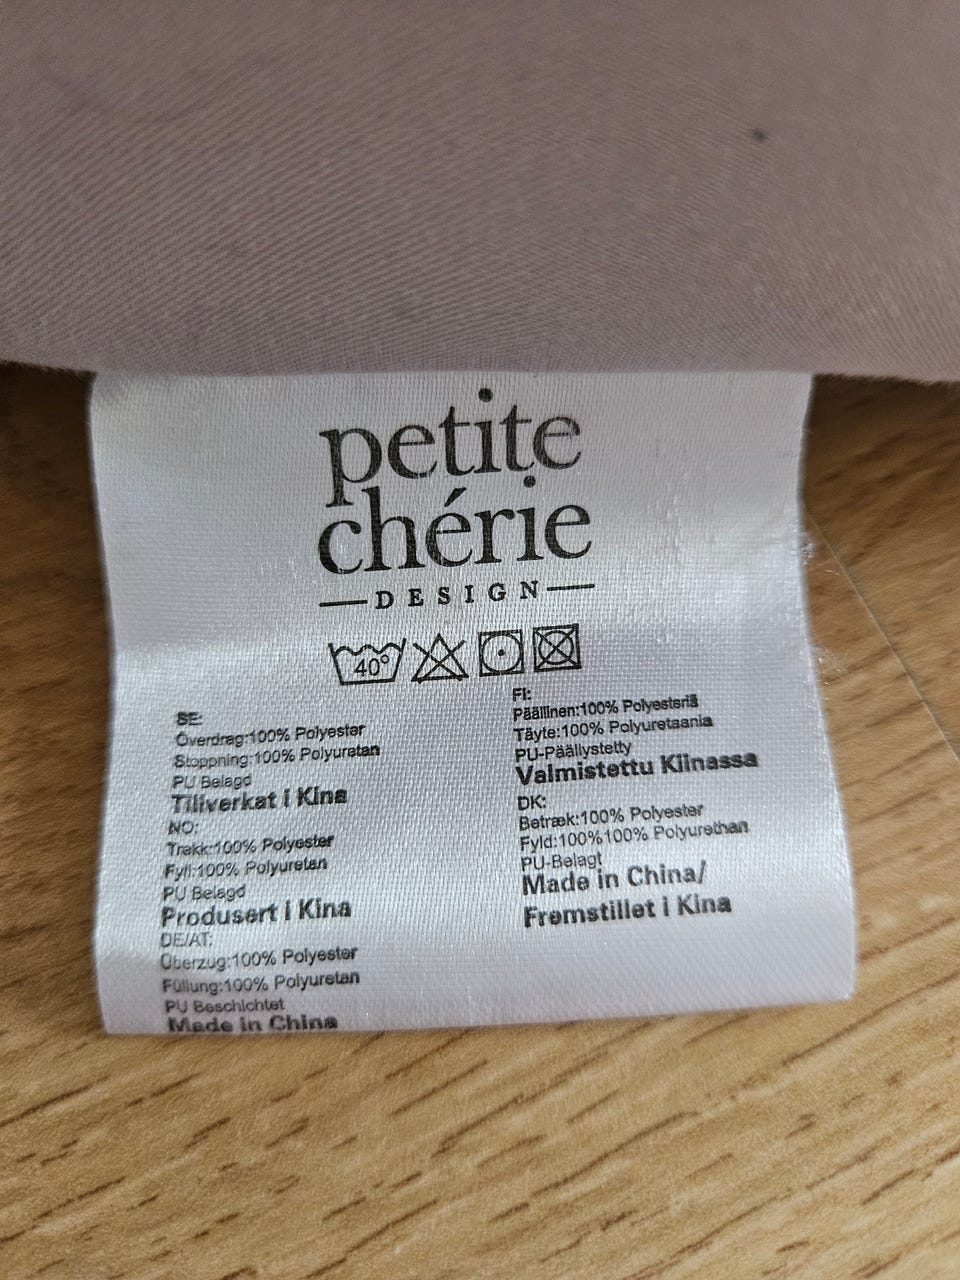 petite
chérie
DESIGN
40°
SE:
Överdrag:100% Polyester
Stoppning:100% Polyuretan
PU Belagd
Tillverkat i Kina
NO:
Trekk:100% Polyester
Fyll:100% Polyuretan
PU Belagd
Produsert i Kina
DE/AT:
Überzug:100% Polyester
Füllung:100% Polyuretan
PU Beschichtet
Made in China
FI:
Päällinen:100% Polyesteriä
Täyte:100% Polyuretaania
PU-Päällystetty
Valmistettu Kiinassa
DK:
Betræk:100% Polyester
Fyld:100%100% Polyurethan
PU-Belagt
Made in China/
Fremstillet i Kina